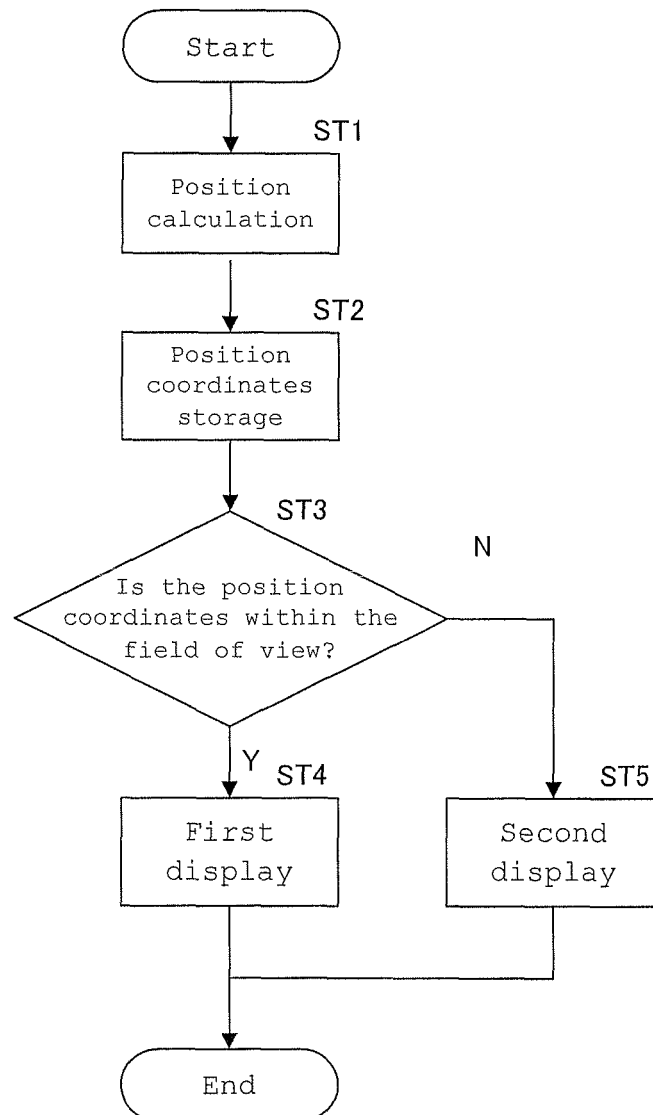 Start
ST1
Position
calculation
ST2
Position
coordinates
storage
ST3
N
Is the position
coordinates within the
field of view?
Y
ST4
ST5
First
display
Second
display
End